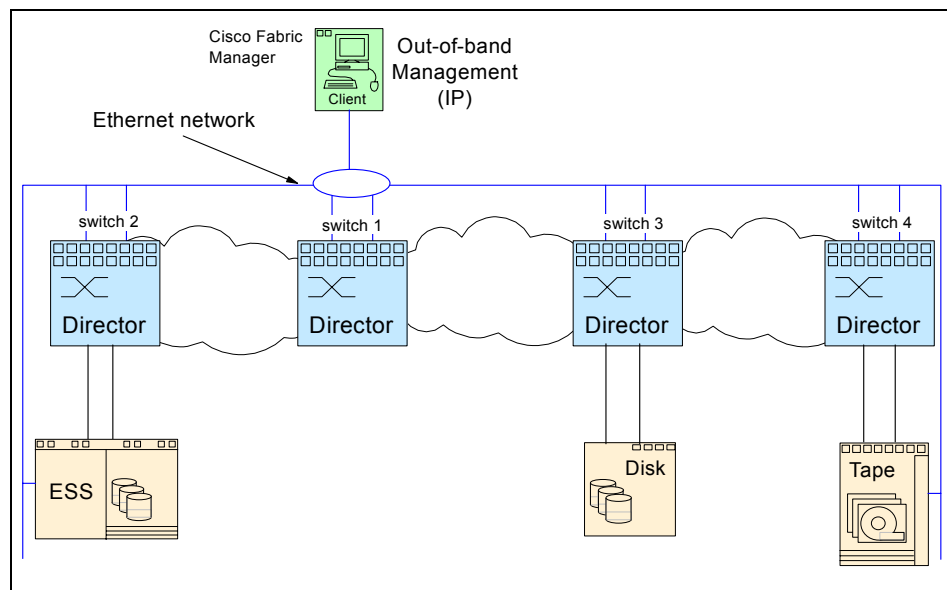 Cisco Fabric
Manager
Client
Out-of-band
Management
(IP)
Ethernet network
switch 2
switch 1
switch 3
switch 4
Director
Director
Director
Director
ESS
Disk
Tape